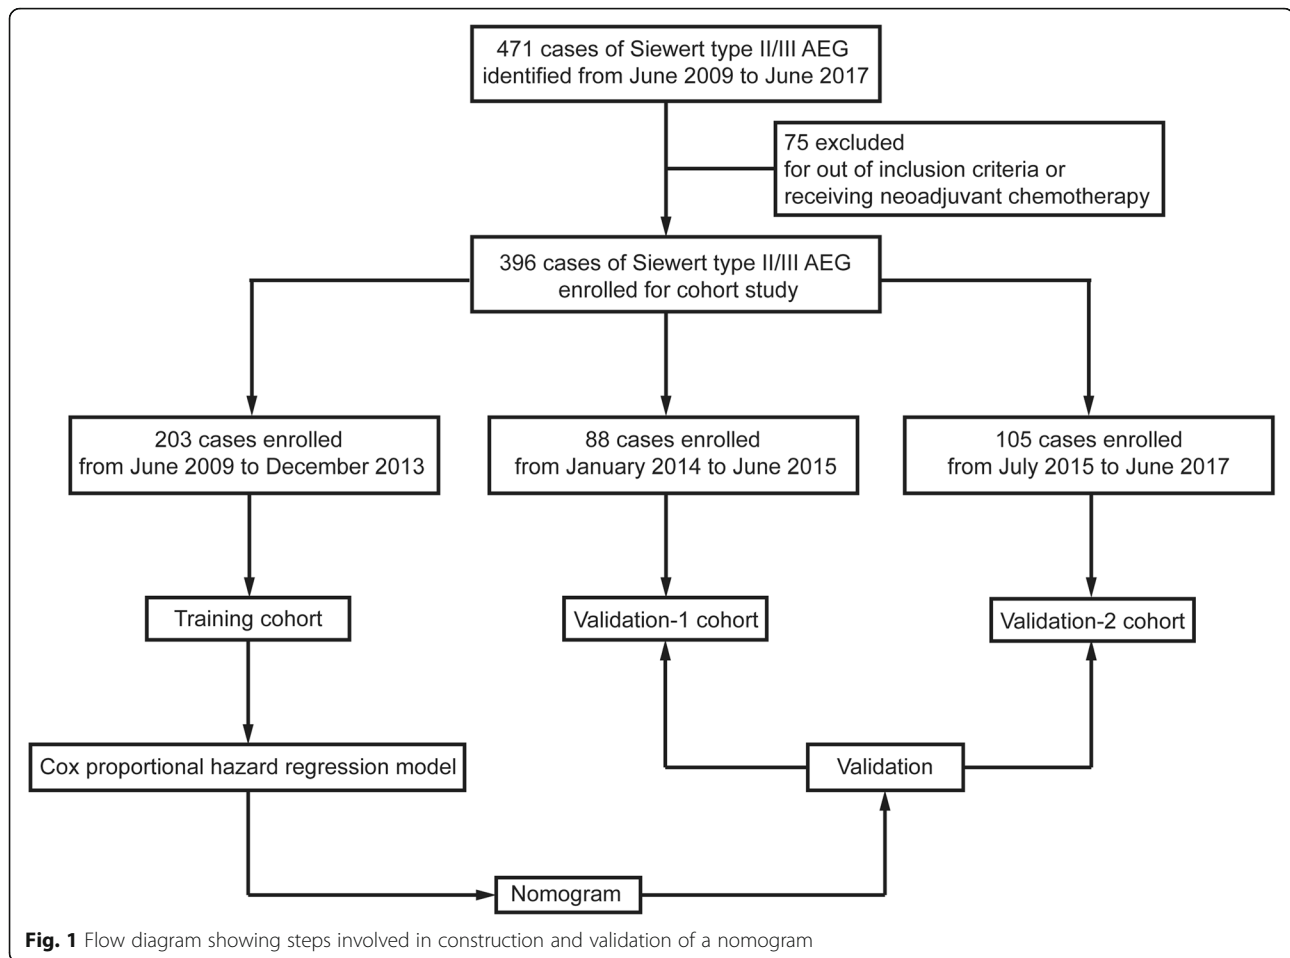 471 cases of Siewert type II/III AEG
identified from June 2009 to June 2017
75 excluded
for out of inclusion criteria or
receiving neoadjuvant chemotherapy
396 cases of Siewert type II/III AEG
enrolled for cohort study
203 cases enrolled
from June 2009 to December 2013
88 cases enrolled
from January 2014 to June 2015
105 cases enrolled
from July 2015 to June 2017
Training cohort
Validation-1 cohort
Validation-2 cohort
Cox proportional hazard regression model
Validation
Nomogram
Fig. 1 Flow diagram showing steps involved in construction and validation of a nomogram